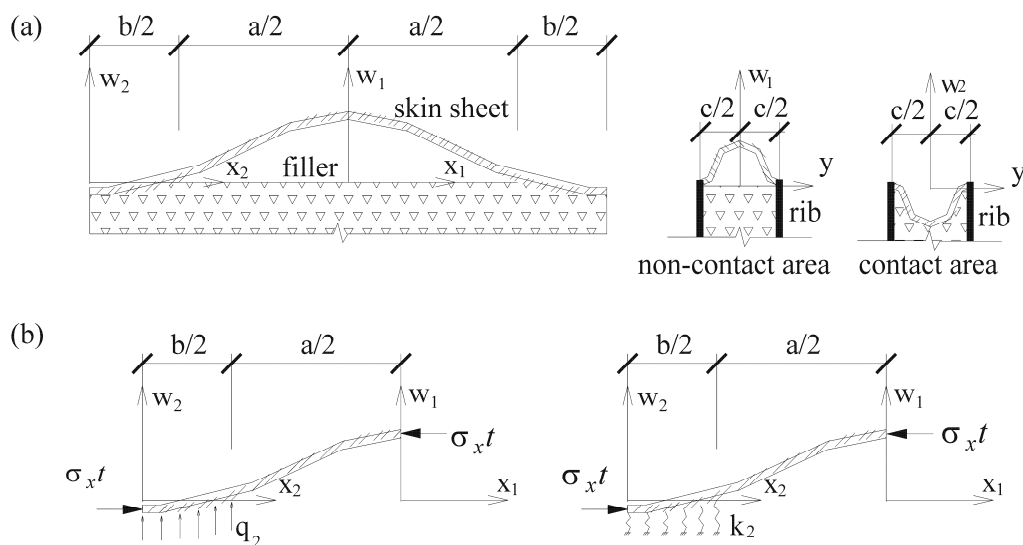 (a)
b/2 a/2 a/2 b/2
w₂ w₁ w₁ w₂
skin sheet c/2 c/2 c/2 c/2
filler
x₂ x₁ y y
rib rib
non-contact area contact area
(b)
b/2 a/2 b/2 a/2
w₂ w₁ w₂ w₁
σₓt σₓt
σₓt x₂ x₁ σₓt x₂ x₁
q₂ k₂